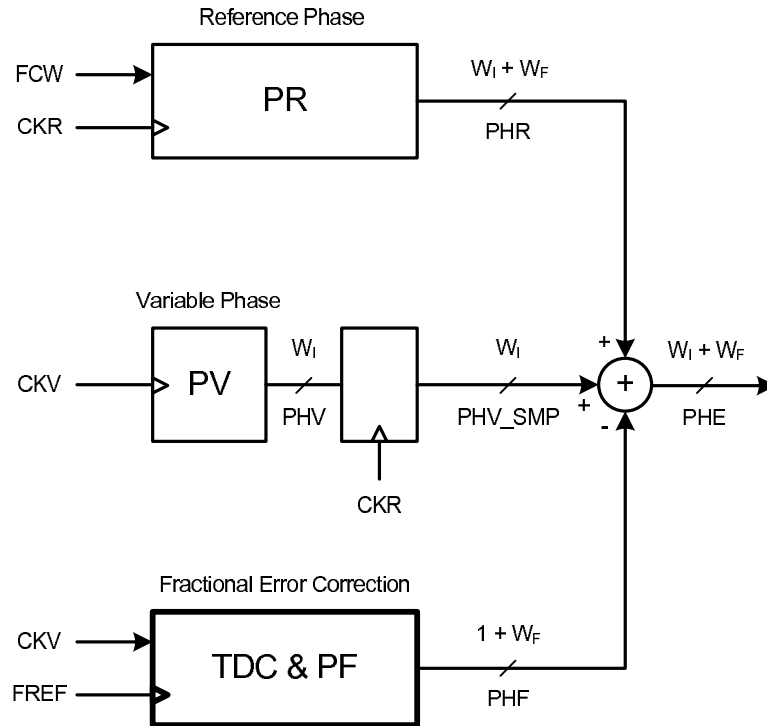 Reference Phase
FCW
CKR
PR
W_I + W_F
PHR
Variable Phase
CKV
PV
W_I
PHV
CKR
W_I
PHV_SMP
+
+
-
+
W_I + W_F
PHE
Fractional Error Correction
CKV
FREF
TDC & PF
1 + W_F
PHF